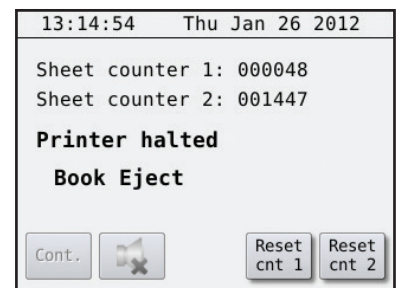 13:14:54 Thu Jan 26 2012
Sheet counter 1: 000048
Sheet counter 2: 001447
Printer halted
Book Eject
Cont.
Reset cnt 1
Reset cnt 2